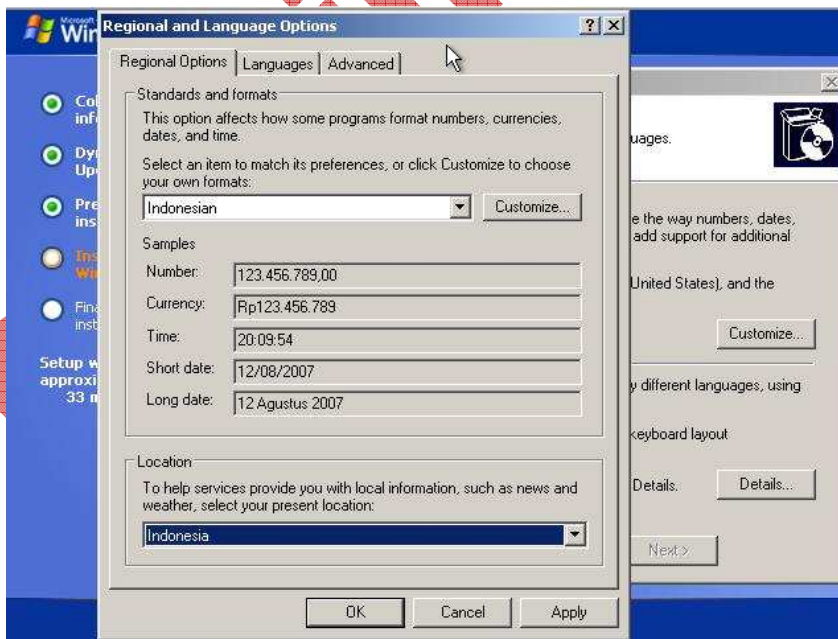 Microsoft
Regional and Language Options
Regional Options
Languages
Advanced
Standards and formats
This option affects how some programs format numbers, currencies,
dates, and time.
Select an item to match its preferences, or click Customize to choose
your own formats:
Indonesian
Customize...
Samples
Number:
123.456.789,00
Currency:
Rp123.456.789
Time:
20:09:54
Short date:
12/08/2007
Long date:
12 Agustus 2007
Location
To help services provide you with local information, such as news and
weather, select your present location:
Indonesia
OK
Cancel
Apply
Setup w
approxi
33 m
uages.
e the way numbers, dates,
add support for additional
United States), and the
Customize...
y different languages, using
keyboard layout
Details.
Details...
Next >